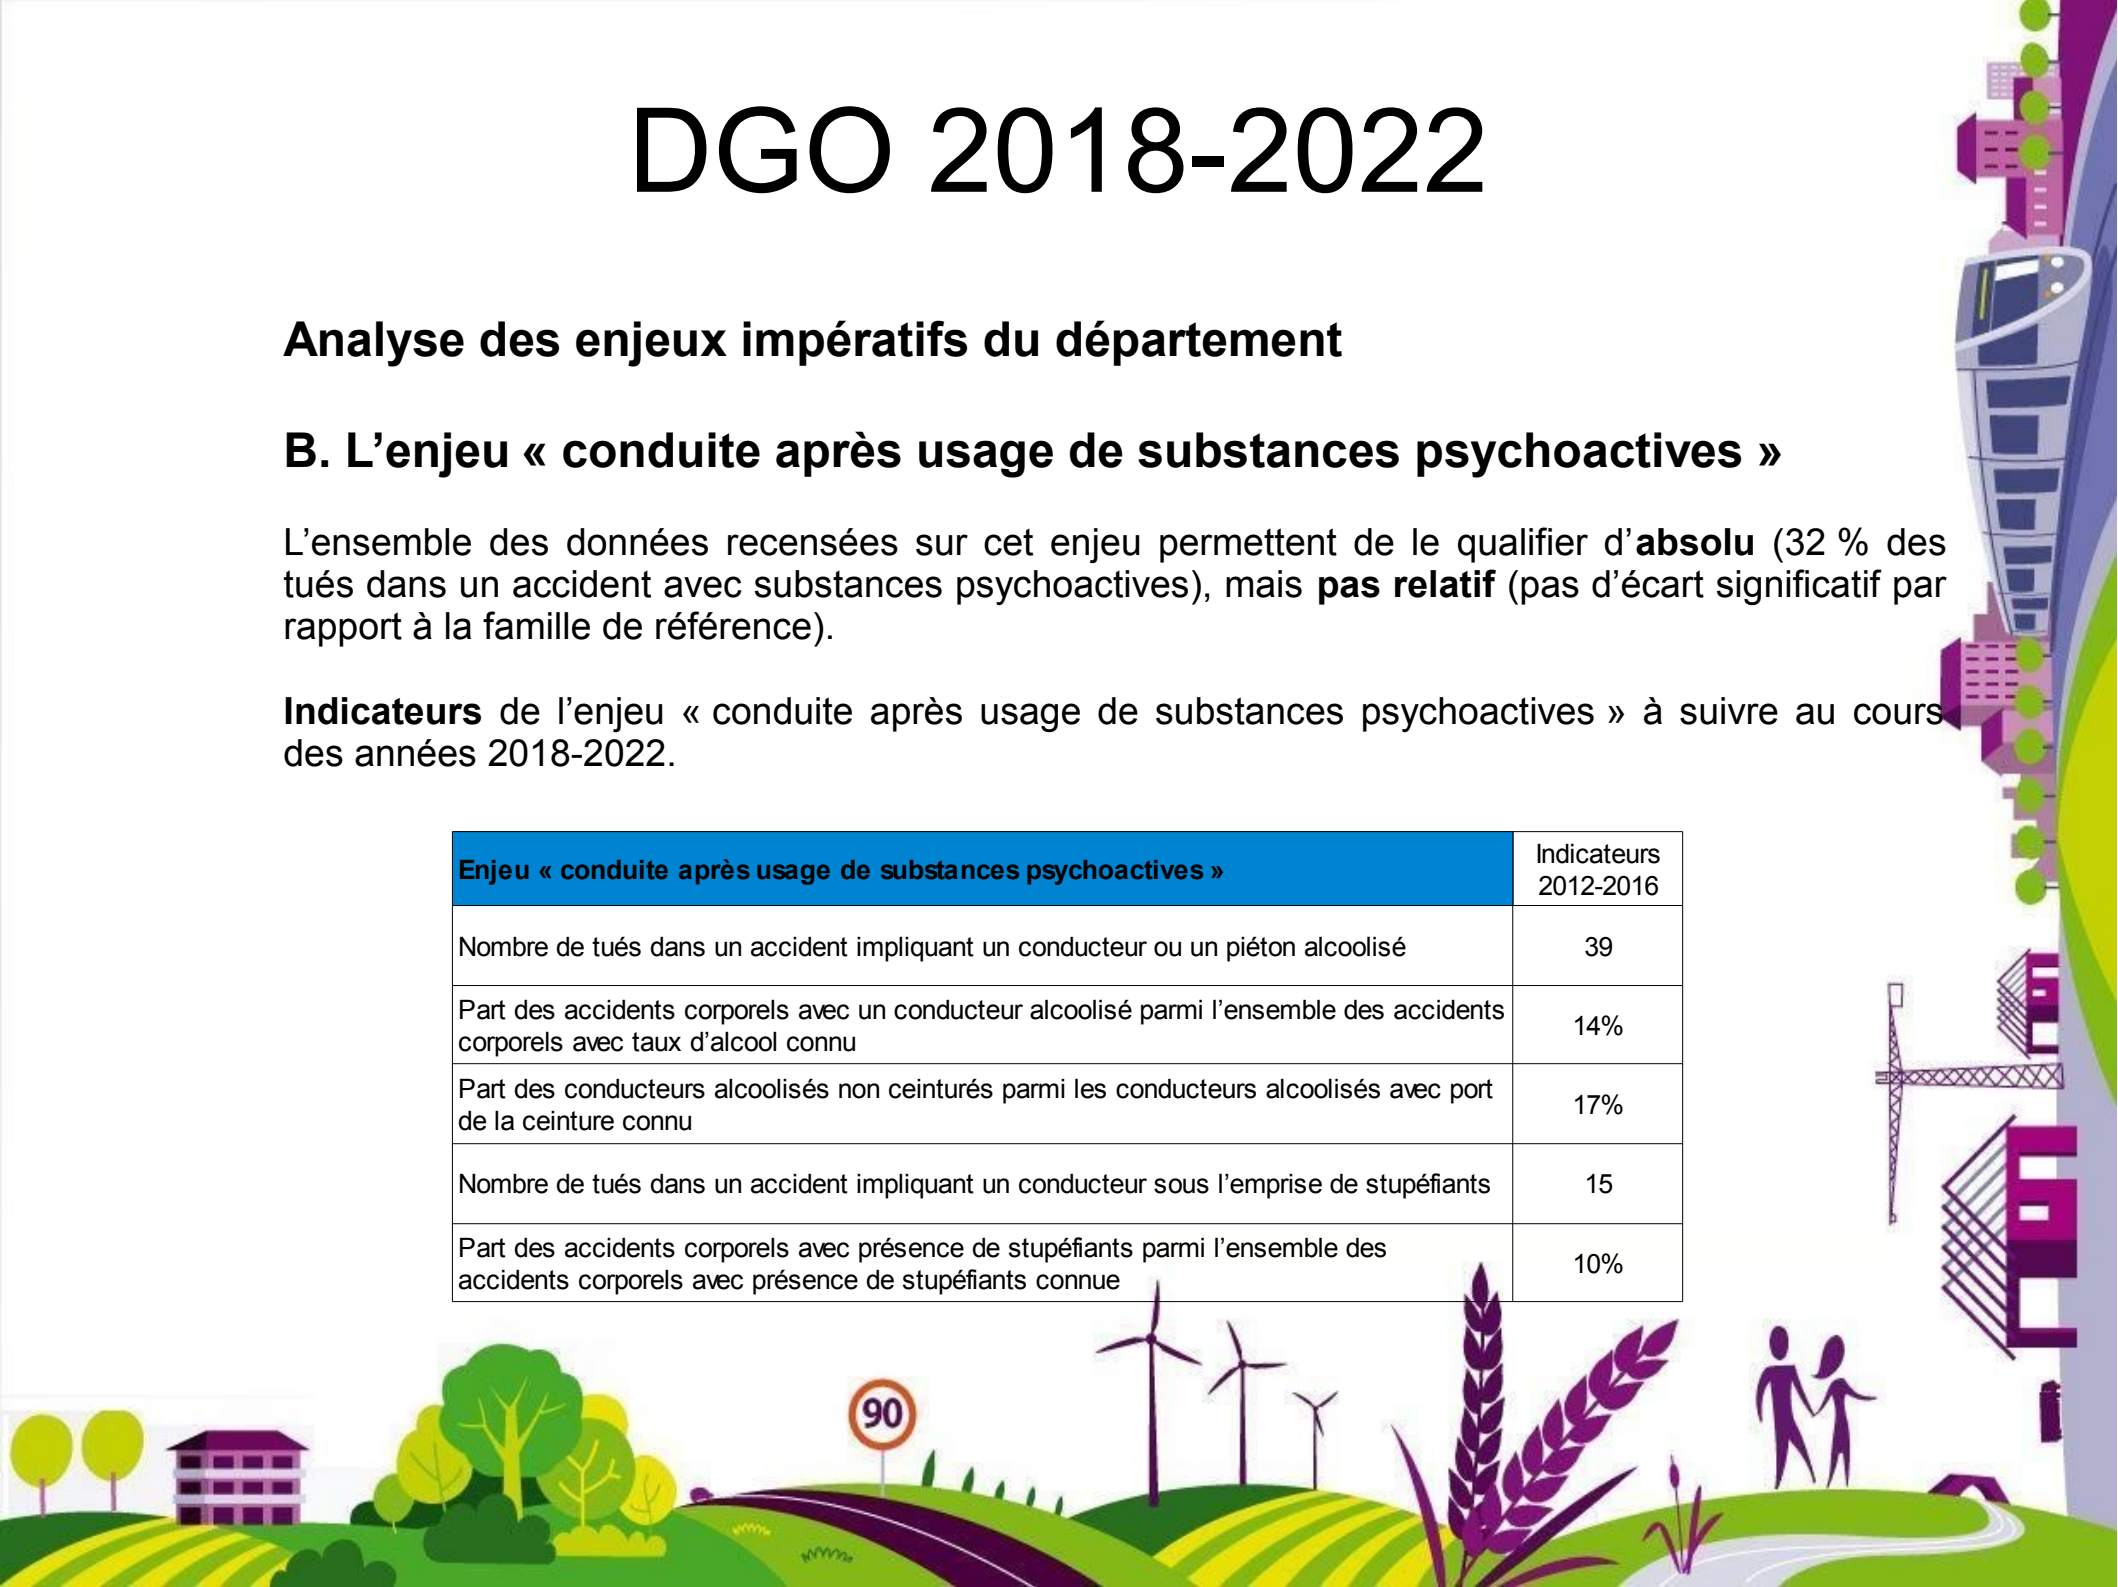 DGO 2018-2022
Analyse des enjeux impératifs du département
B. L’enjeu « conduite après usage de substances psychoactives »
L’ensemble des données recensées sur cet enjeu permettent de le qualifier d’absolu (32 % des
tués dans un accident avec substances psychoactives), mais pas relatif (pas d’écart significatif par
rapport à la famille de référence).
Indicateurs de l’enjeu « conduite après usage de substances psychoactives » à suivre au cours
des années 2018-2022.
Enjeu « conduite après usage de substances psychoactives »
Indicateurs
2012-2016
Nombre de tués dans un accident impliquant un conducteur ou un piéton alcoolisé
39
Part des accidents corporels avec un conducteur alcoolisé parmi l’ensemble des accidents
corporels avec taux d’alcool connu
14%
Part des conducteurs alcoolisés non ceinturés parmi les conducteurs alcoolisés avec port
de la ceinture connu
17%
Nombre de tués dans un accident impliquant un conducteur sous l’emprise de stupéfiants
15
Part des accidents corporels avec présence de stupéfiants parmi l’ensemble des
accidents corporels avec présence de stupéfiants connue
10%
90